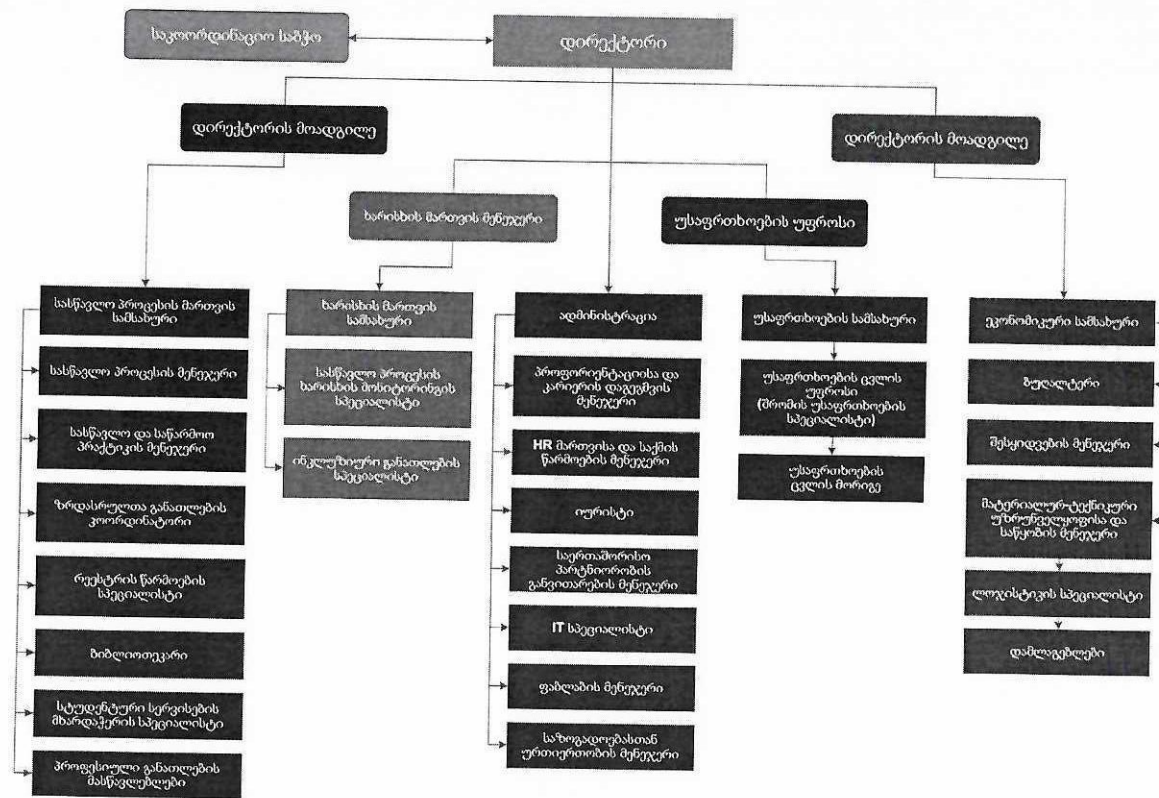 საკოორდინაციო საბჭო
დირექტორი
დირექტორის მოადგილე
დირექტორის მოადგილე
ხარისხის მართვის მენეჯერი
უსაფრთხოების უფროსი
სასწავლო პროცესის მართვის
სამსახური
სასწავლო პროცესის მენეჯერი
სასწავლო და საწარმოო
პრაქტიკის მენეჯერი
ზრდასრულთა განათლების
კოორდინატორი
რეესტრის წარმოების
სპეციალისტი
ბიბლიოთეკარი
სტუდენტური სერვისების
მხარდაჭერის სპეციალისტი
პროფესიული განათლების
მასწავლებლები
ხარისხის მართვის
სამსახური
სასწავლო პროცესის
ხარისხის მონიტორინგის
სპეციალისტი
ინკლუზიური განათლების
სპეციალისტი
ადმინისტრაცია
პროფორიენტაციისა და
კარიერის დაგეგმვის
მენეჯერი
HR მართვისა და საქმის
წარმოების მენეჯერი
იურისტი
საერთაშორისო
პარტნიორობის
განვითარების მენეჯერი
IT სპეციალისტი
ფაბლაბის მენეჯერი
საზოგადოებასთან
ურთიერთობის მენეჯერი
უსაფრთხოების სამსახური
უსაფრთხოების ცვლის
უფროსი
(შრომის უსაფრთხოების
სპეციალისტი)
უსაფრთხოების
ცვლის მორიგე
ეკონომიკური სამსახური
ბუღალტერი
შესყიდვების მენეჯერი
მატერიალურ-ტექნიკური
უზრუნველყოფისა და
საწყობის მენეჯერი
ლოჯისტიკის სპეციალისტი
დამლაგებლები